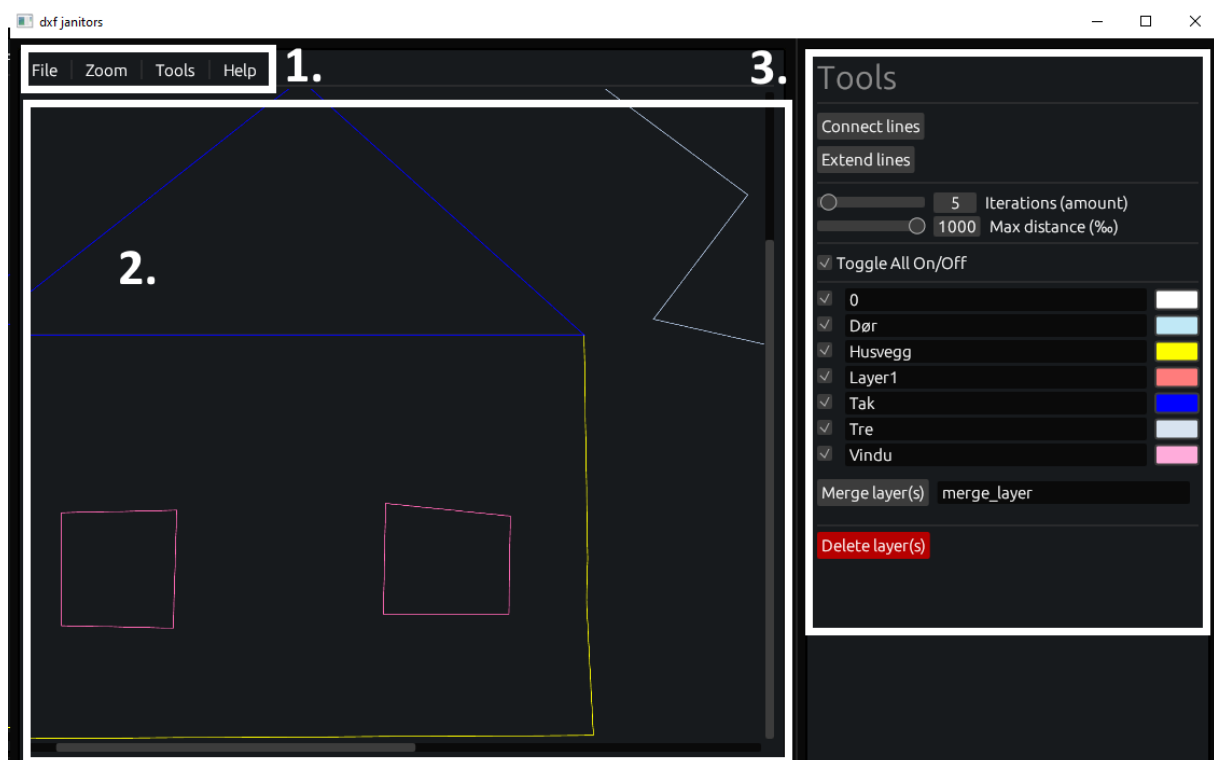 dxf janitors
File Zoom Tools Help
1.
2.
3.
Tools
Connect lines
Extend lines
5 Iterations (amount)
1000 Max distance (‰)
Toggle All On/Off
0
Dør
Husvegg
Layer1
Tak
Tre
Vindu
Merge layer(s) merge_layer
Delete layer(s)